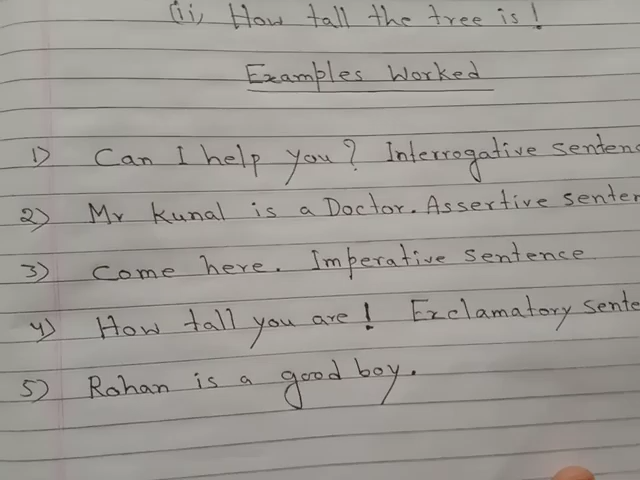 (ii) How tall the tree is!
Examples Worked
1) Can I help you? Interrogative sentenc
2) Mr Kunal is a Doctor. Assertive senten
3) Come here. Imperative sentence
4) How tall you are! Exclamatory sente
5) Rohan is a good boy.